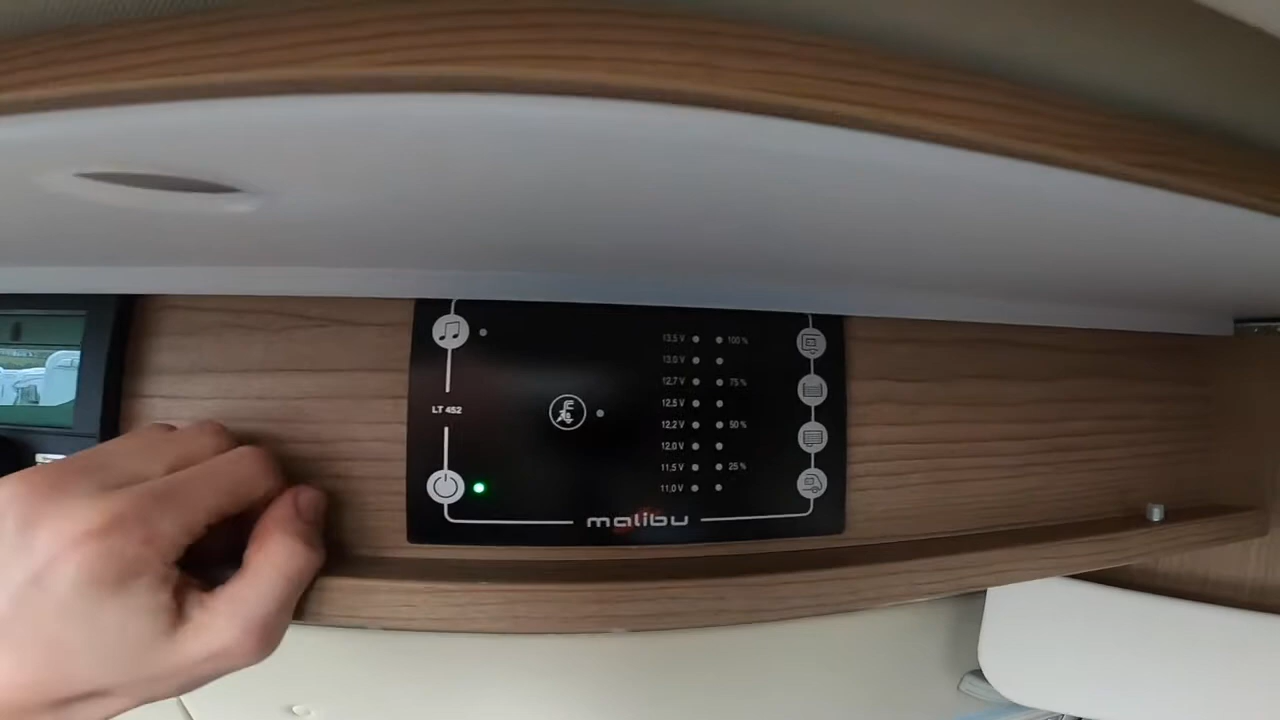 13,5 V 100 %
13,0 V
12,7 V 75 %
LT 452
12,5 V
12,2 V 50 %
12,0 V
11,5 V 25 %
11,0 V
malibu